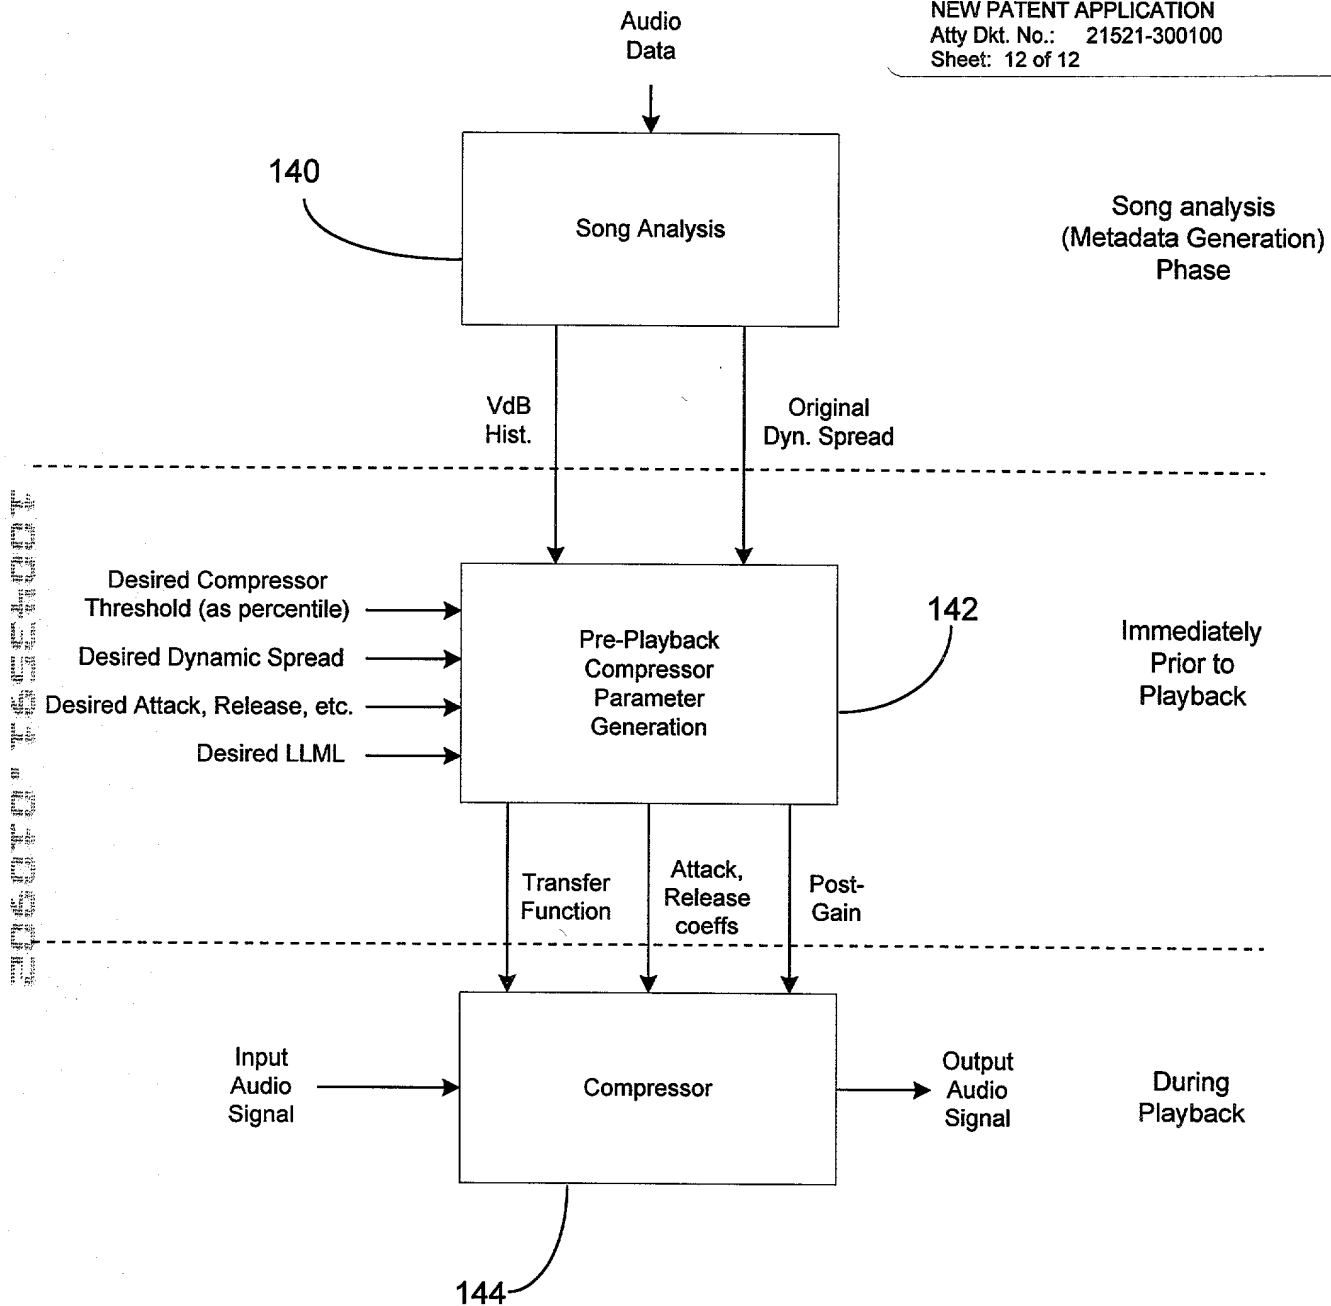 NEW PATENT APPLICATION
Atty Dkt. No.: 21521-300100
Sheet: 12 of 12
Audio
Data
140
Song Analysis
Song analysis
(Metadata Generation)
Phase
VdB
Hist.
Original
Dyn. Spread
Desired Compressor
Threshold (as percentile)
Desired Dynamic Spread
Desired Attack, Release, etc.
Desired LLML
Pre-Playback
Compressor
Parameter
Generation
142
Immediately
Prior to
Playback
Transfer
Function
Attack,
Release
coeffs
Post-
Gain
Input
Audio
Signal
Compressor
Output
Audio
Signal
During
Playback
144